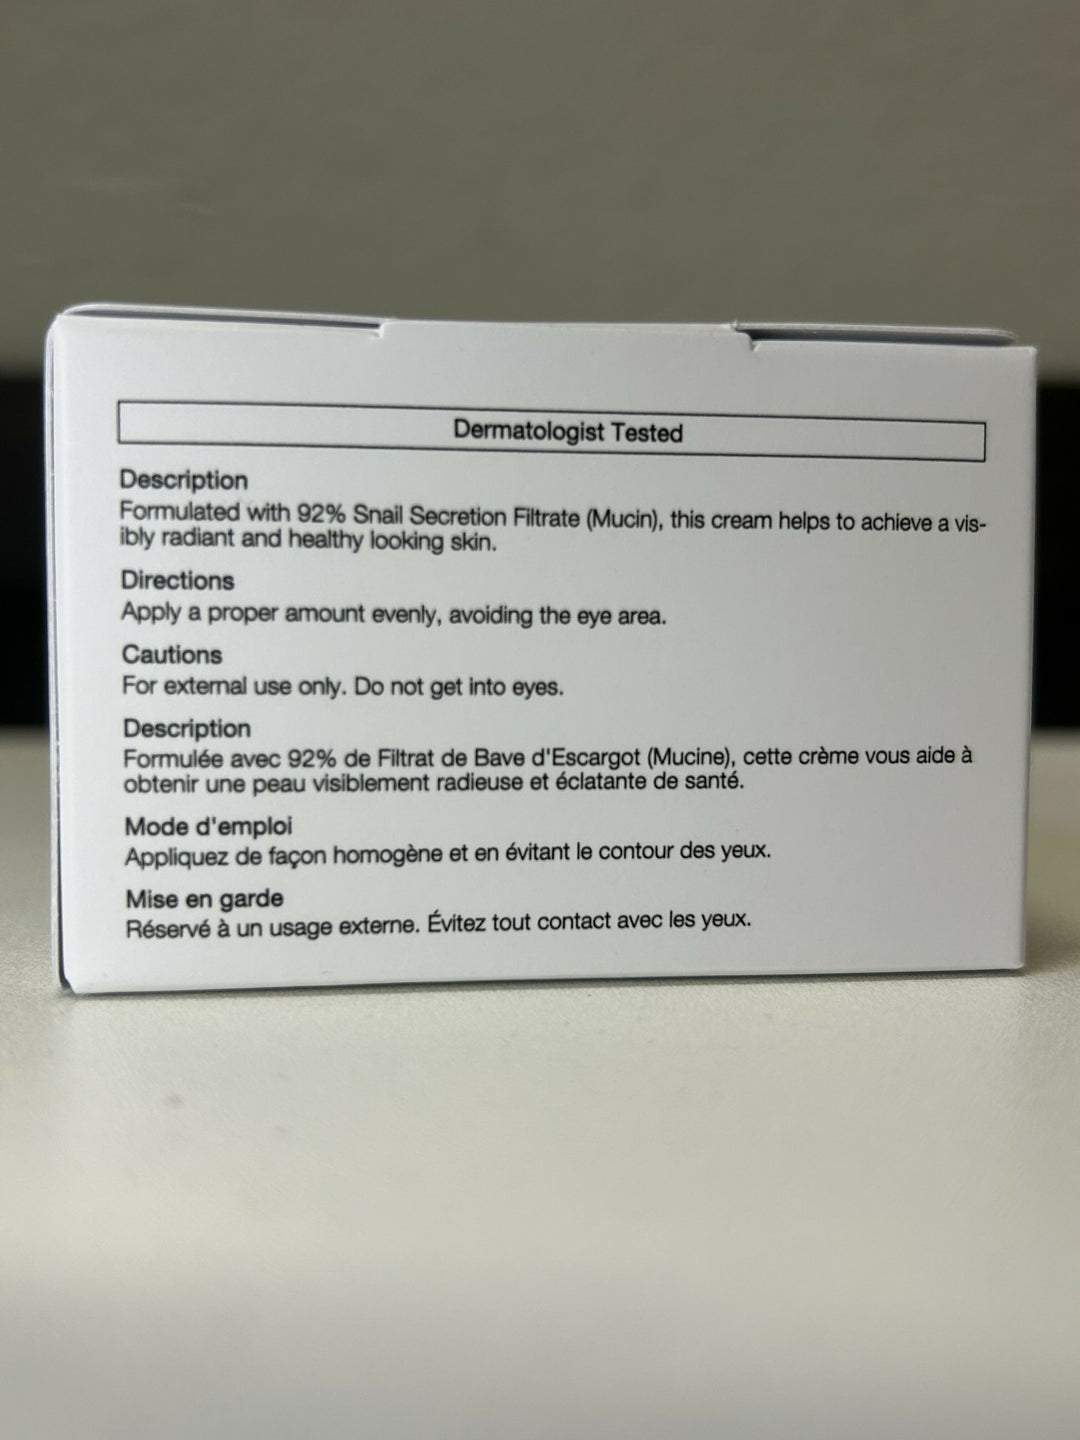 Dermatologist Tested
Description
Formulated with 92% Snail Secretion Filtrate (Mucin), this cream helps to achieve a vis-
ibly radiant and healthy looking skin.
Directions
Apply a proper amount evenly, avoiding the eye area.
Cautions
For external use only. Do not get into eyes.
Description
Formulée avec 92% de Filtrat de Bave d'Escargot (Mucine), cette crème vous aide à
obtenir une peau visiblement radieuse et éclatante de santé.
Mode d'emploi
Appliquez de façon homogène et en évitant le contour des yeux.
Mise en garde
Réservé à un usage externe. Évitez tout contact avec les yeux.